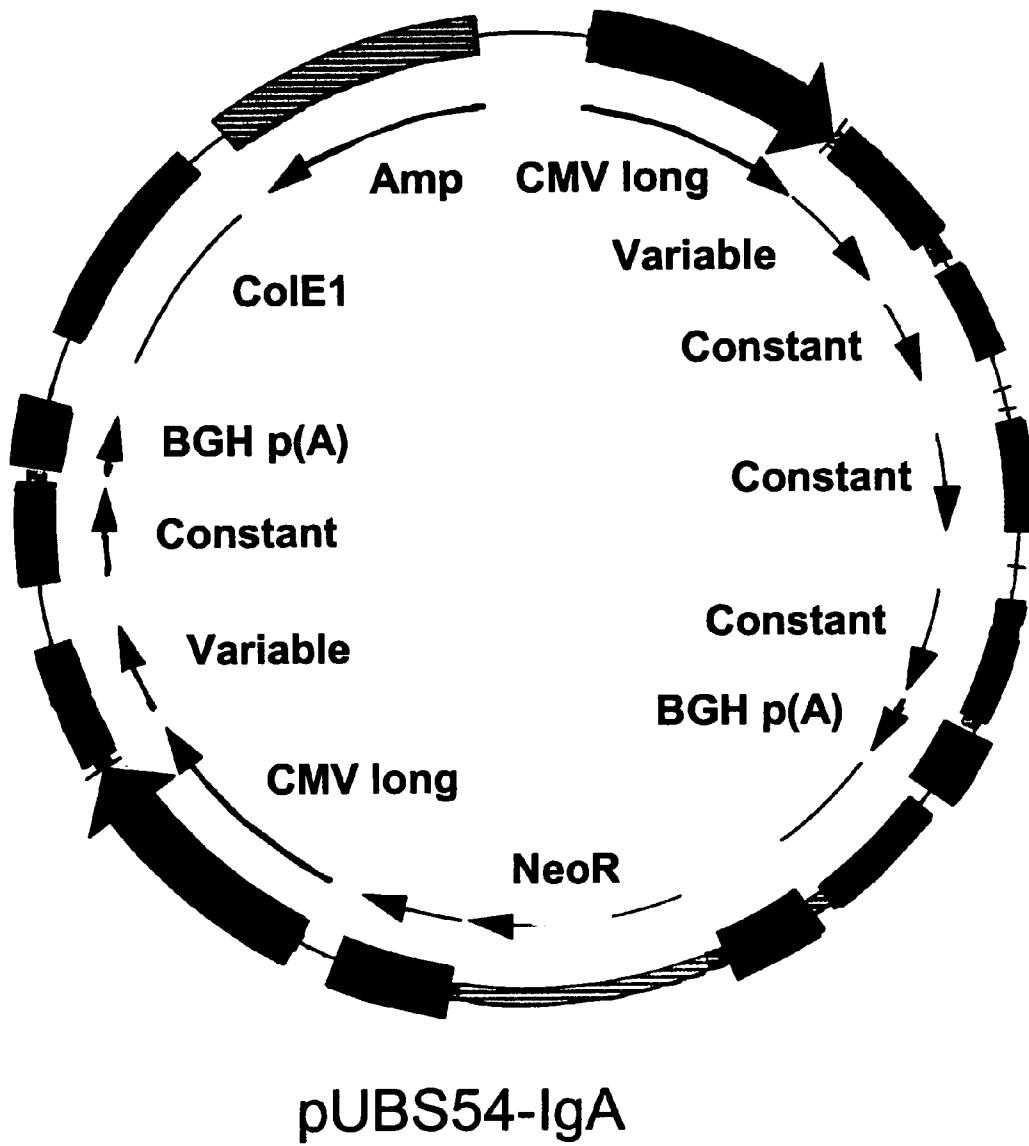 Amp
CMV long
Variable
ColE1
Constant
BGH p(A)
Constant
Constant
Constant
Variable
BGH p(A)
CMV long
NeoR
pUBS54-IgA